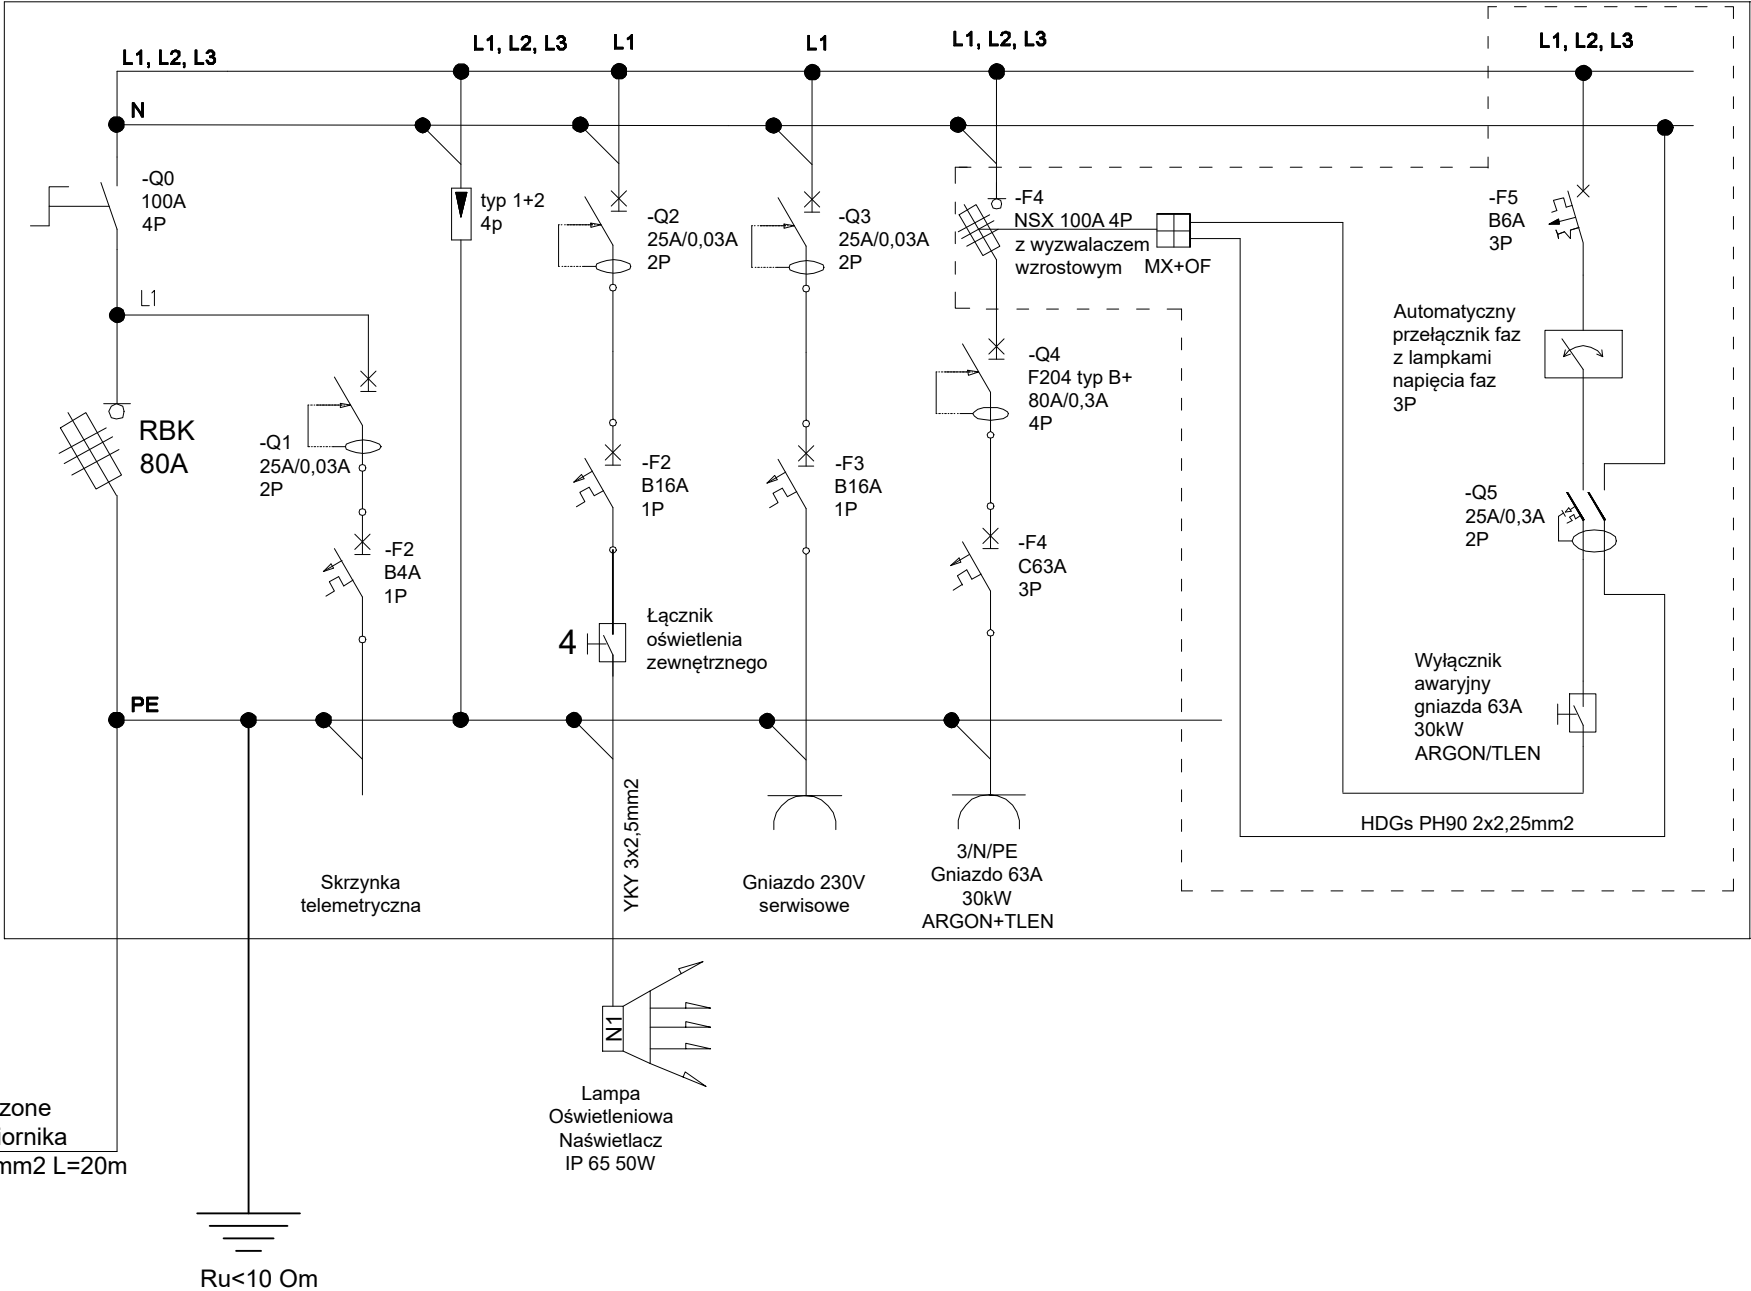 L1, L2, L3
L1, L2, L3
L1
L1
L1, L2, L3
L1, L2, L3
N
-Q0
100A
4P
typ 1+2
4p
-Q2
25A/0,03A
2P
-Q3
25A/0,03A
2P
-F4
NSX 100A 4P
z wyzwalaczem
wzrostowym
MX+OF
-F5
B6A
3P
L1
Automatyczny
przełącznik faz
z lampkami
napięcia faz
3P
-Q4
F204 typ B+
80A/0,3A
4P
RBK
80A
-Q1
25A/0,03A
2P
-F2
B16A
1P
-F3
B16A
1P
-Q5
25A/0,3A
2P
-F2
B4A
1P
-F4
C63A
3P
4
Łącznik
oświetlenia
zewnętrznego
Wyłącznik
awaryjny
gniazda 63A
30kW
ARGON/TLEN
PE
YKY 3x2,5mm2
HDGs PH90 2x2,25mm2
Skrzynka
telemetryczna
Gniazdo 230V
serwisowe
3/N/PE
Gniazdo 63A
30kW
ARGON+TLEN
N1
Lampa
Oświetleniowa
Naświetlacz
IP 65 50W
zone
iornika
mm2 L=20m
Ru<10 Om